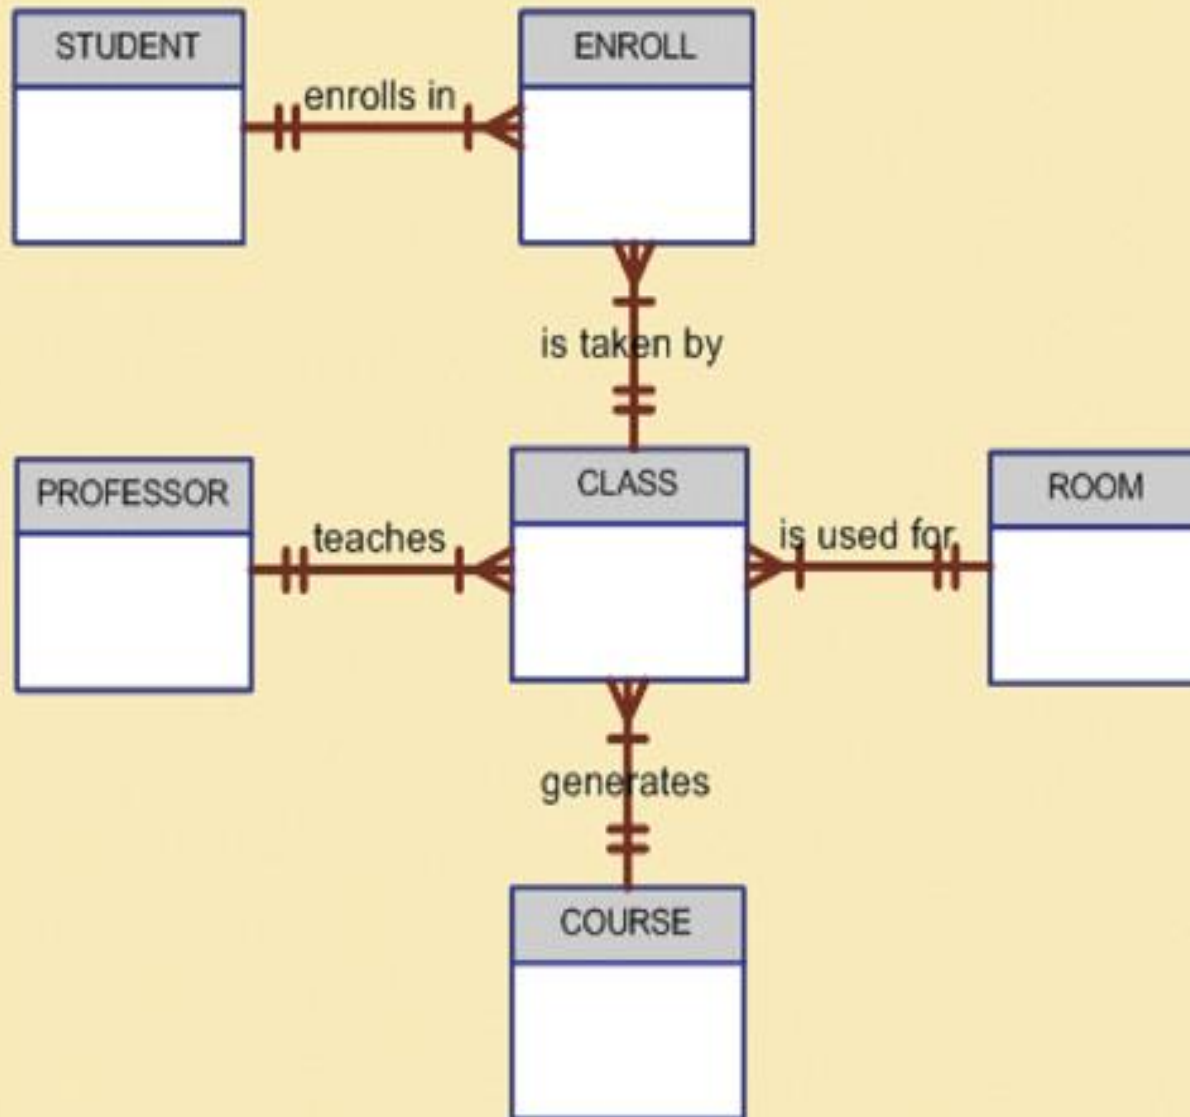 STUDENT
ENROLL
enrolls in
is taken by
PROFESSOR
CLASS
ROOM
teaches
is used for
generates
COURSE